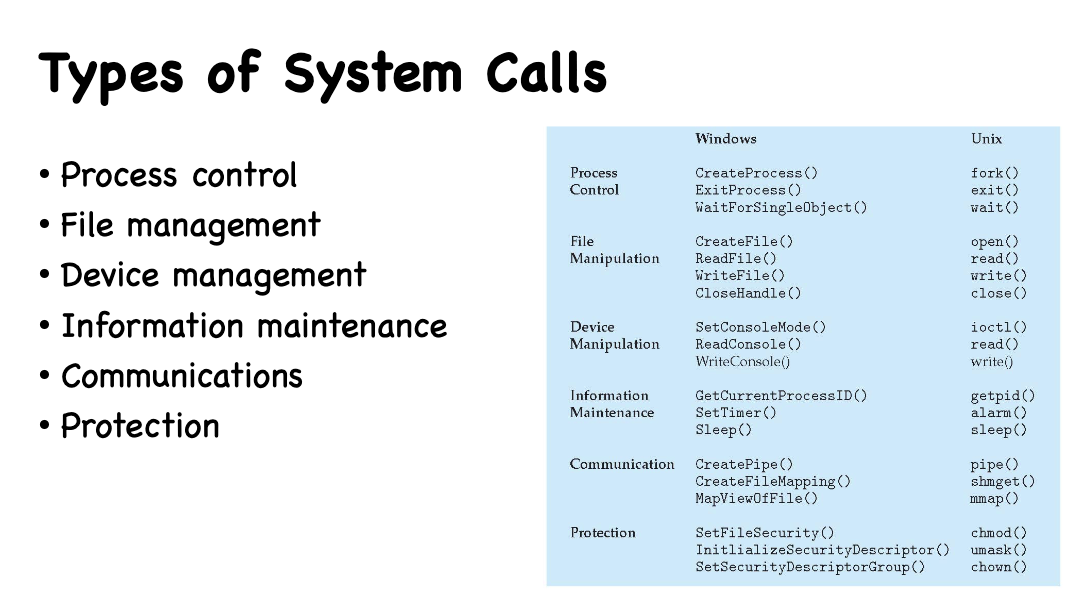 Types of System Calls
• Process control
• File management
• Device management
• Information maintenance
• Communications
• Protection
Windows Unix
Process CreateProcess() fork()
Control ExitProcess() exit()
WaitForSingleObject() wait()
File CreateFile() open()
Manipulation ReadFile() read()
WriteFile() write()
CloseHandle() close()
Device SetConsoleMode() ioctl()
Manipulation ReadConsole() read()
WriteConsole() write()
Information GetCurrentProcessID() getpid()
Maintenance SetTimer() alarm()
Sleep() sleep()
Communication CreatePipe() pipe()
CreateFileMapping() shmget()
MapViewOfFile() mmap()
Protection SetFileSecurity() chmod()
InitlializeSecurityDescriptor() umask()
SetSecurityDescriptorGroup() chown()